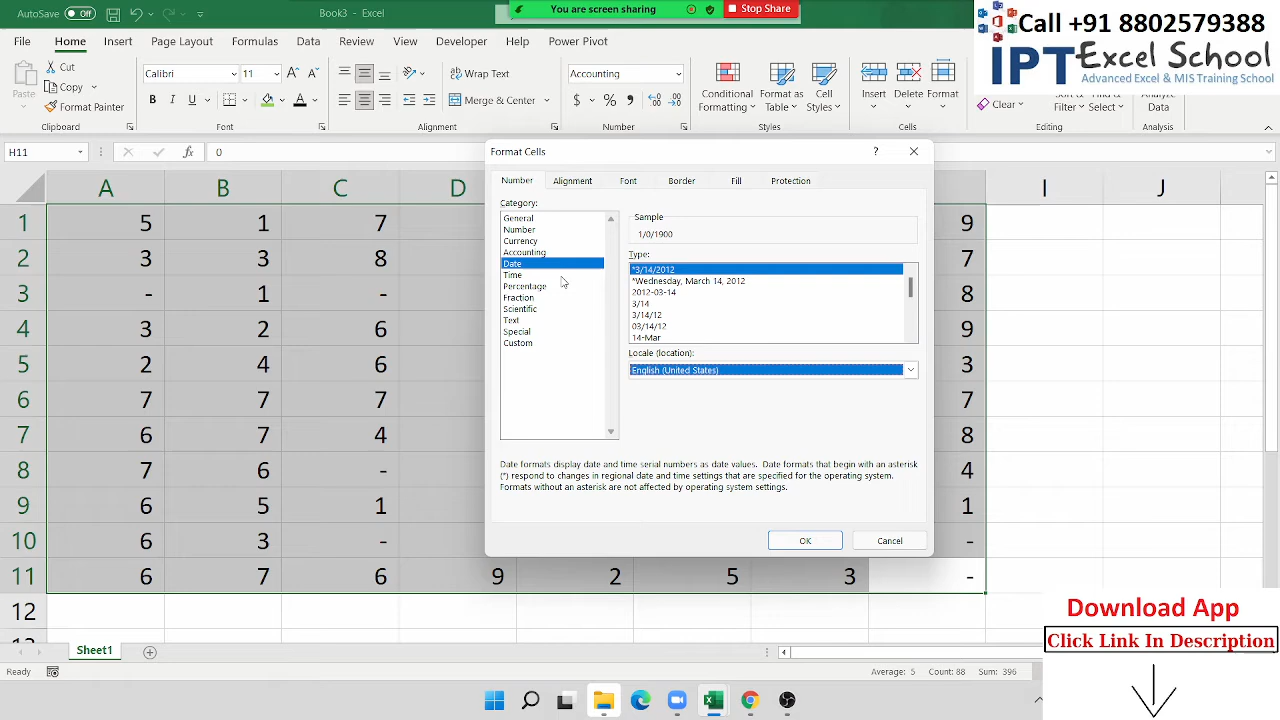 AutoSave Off
Book3 - Excel
You are screen sharing
Stop Share
Call +91 8802579388
IPT Excel School
Advanced Excel & MIS Training School
File Home Insert Page Layout Formulas Data Review View Developer Help Power Pivot
Cut
Copy
Format Painter
Paste
Clipboard
Calibri 11
B I U
Font
Wrap Text
Merge & Center
Alignment
Accounting
$ % ,
Number
Conditional Formatting
Format as Table
Cell Styles
Styles
Insert Delete Format
Cells
Clear
Sort &
Filter
Find &
Select
Editing
Analyze
Data
Analysis
H11 fx 0
A B C D I J
1 5 1 7 9
2 3 3 8 7
3 - 1 - 8
4 3 2 6 9
5 2 4 6 3
6 7 7 7 7
7 6 7 4 8
8 7 6 - 4
9 6 5 1 1
10 6 3 - -
11 6 7 6 9 2 5 3 -
12
Format Cells ?
Number Alignment Font Border Fill Protection
Category:
General
Number
Currency
Accounting
Date
Time
Percentage
Fraction
Scientific
Text
Special
Custom
Sample
1/0/1900
Type:
*3/14/2012
*Wednesday, March 14, 2012
2012-03-14
3/14
3/14/12
03/14/12
14-Mar
Locale (location):
English (United States)
Date formats display date and time serial numbers as date values. Date formats that begin with an asterisk
(*) respond to changes in regional date and time settings that are specified for the operating system.
Formats without an asterisk are not affected by operating system settings.
OK Cancel
Download App
Click Link In Description
Sheet1
Ready
Average: 5 Count: 88 Sum: 396